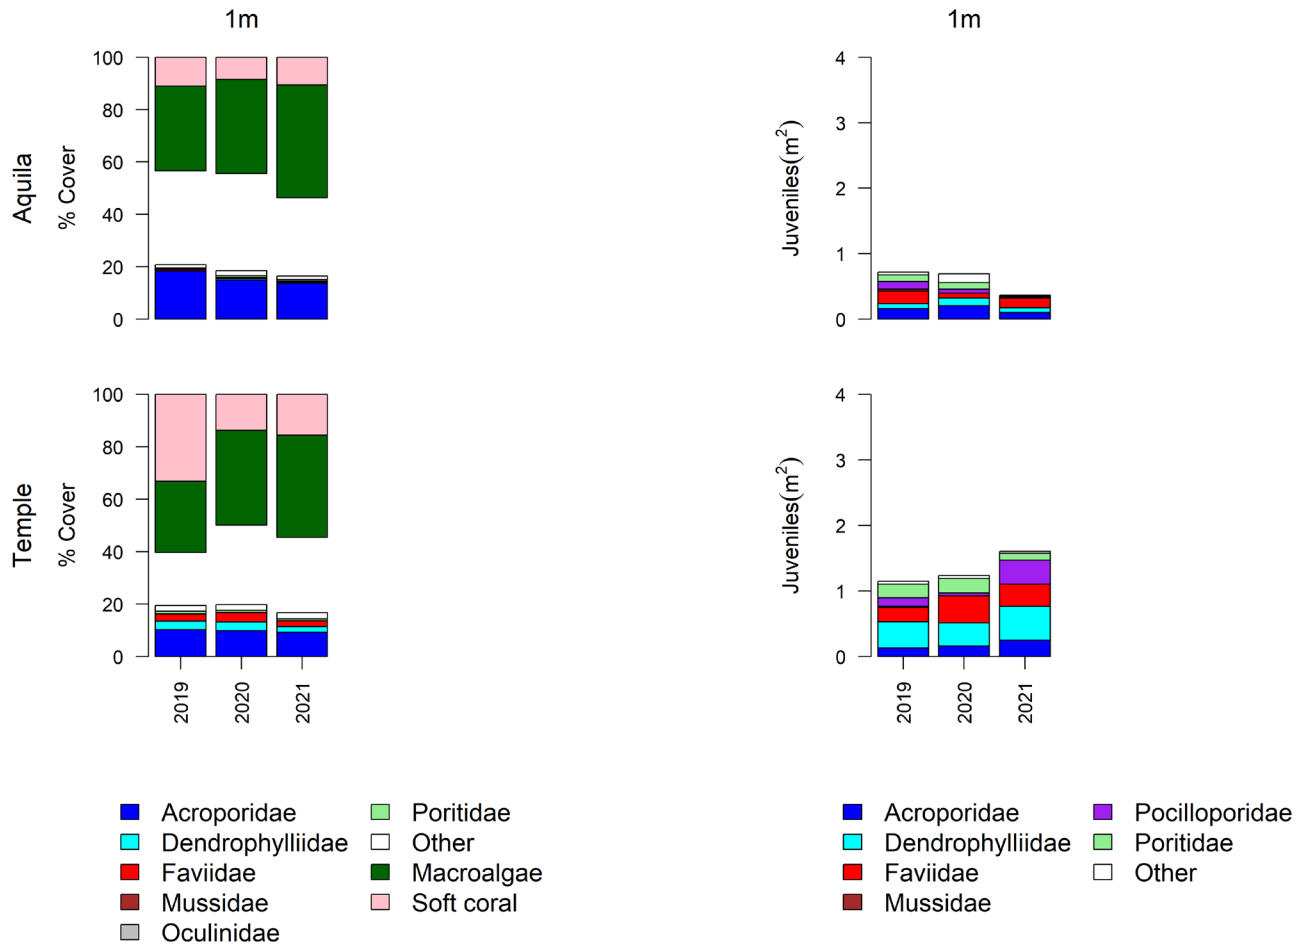 1m
1m
Aquila
% Cover
100
80
60
40
20
0
Juveniles(m²)
4
3
2
1
0
Temple
% Cover
100
80
60
40
20
0
2019
2020
2021
Juveniles(m²)
4
3
2
1
0
2019
2020
2021
Acroporidae
Dendrophylliidae
Faviidae
Mussidae
Oculinidae
Poritidae
Other
Macroalgae
Soft coral
Acroporidae
Dendrophylliidae
Faviidae
Mussidae
Pocilloporidae
Poritidae
Other